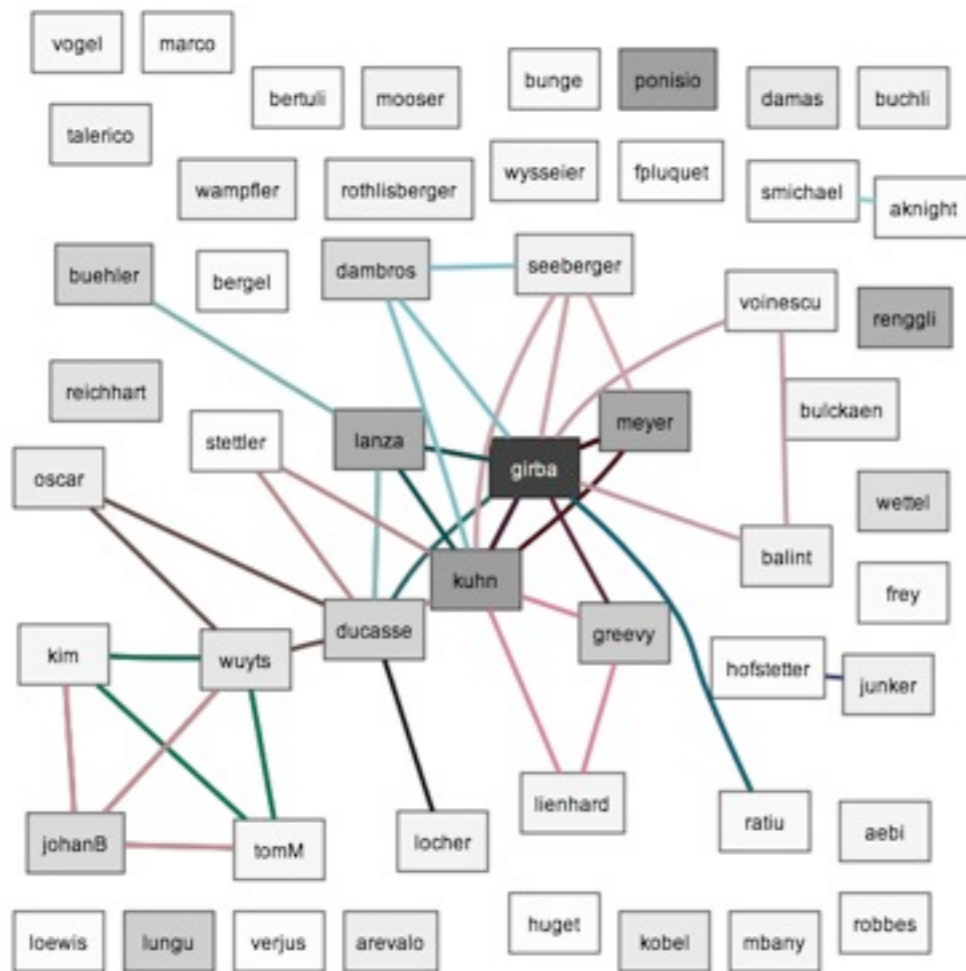 vogel
marco
bertuli
mooser
bunge
ponisio
damas
buchli
talerico
wampfler
rothlisberger
wysseier
fpluquet
smichael
aknight
buehler
bergel
dambros
seeberger
voinescu
renggli
reichhart
stettler
lanza
meyer
bulckaen
oscar
girba
wettel
kuhn
balint
frey
kim
wuyts
ducasse
greevy
hofstetter
junker
johanB
tomM
locher
lienhard
ratiu
aebi
loewis
lungu
verjus
arevalo
huget
kobel
mbany
robbes